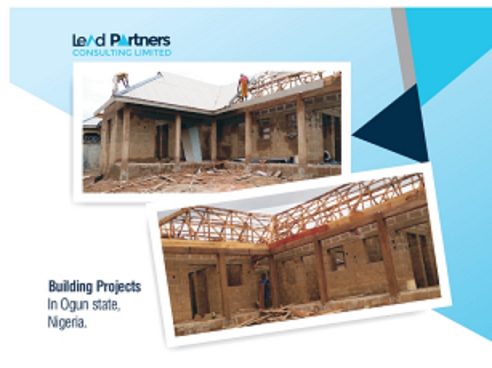 Lead Partners
CONSULTING LIMITED
Building Projects
In Ogun state,
Nigeria.